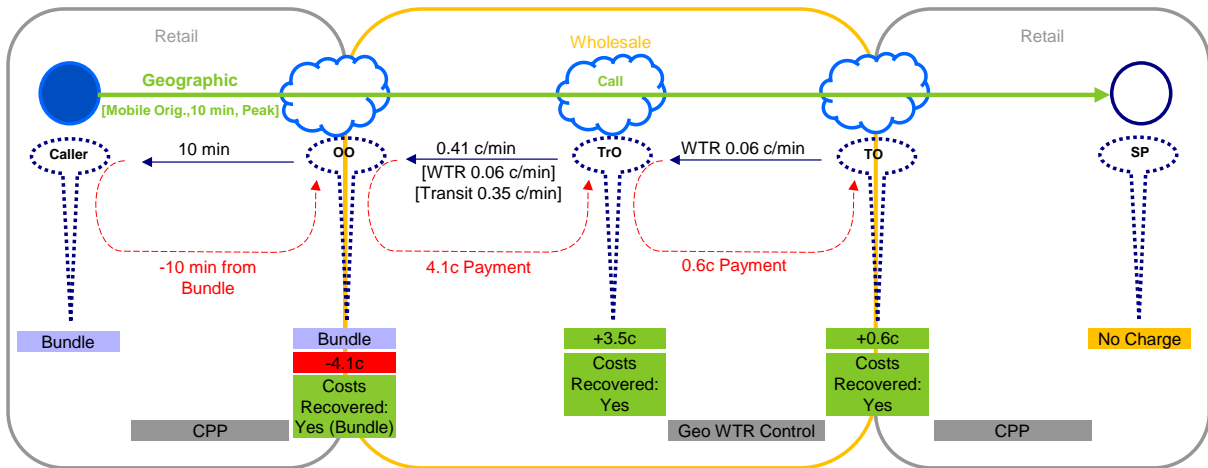 Retail
Wholesale
Retail
Geographic
Call
[Mobile Orig.,10 min, Peak]
Caller
10 min
OO
0.41 c/min
[WTR 0.06 c/min]
[Transit 0.35 c/min]
TrO
WTR 0.06 c/min
TO
SP
-10 min from
Bundle
4.1c Payment
0.6c Payment
Bundle
Bundle
-4.1c
Costs
Recovered:
Yes (Bundle)
+3.5c
Costs
Recovered:
Yes
+0.6c
Costs
Recovered:
Yes
No Charge
CPP
Geo WTR Control
CPP